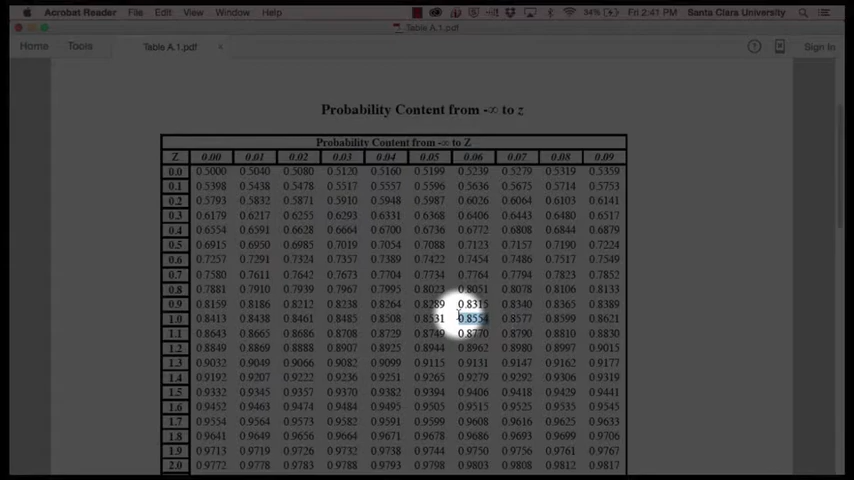 Acrobat Reader File Edit View Window Help 34% Fri 2:41 PM Santa Clara University
Table A.1.pdf
Home Tools Table A.1.pdf × Sign In
Probability Content from -∞ to z
Probability Content from -∞ to Z
Z 0.00 0.01 0.02 0.03 0.04 0.05 0.06 0.07 0.08 0.09
0.0 0.5000 0.5040 0.5080 0.5120 0.5160 0.5199 0.5239 0.5279 0.5319 0.5359
0.1 0.5398 0.5438 0.5478 0.5517 0.5557 0.5596 0.5636 0.5675 0.5714 0.5753
0.2 0.5793 0.5832 0.5871 0.5910 0.5948 0.5987 0.6026 0.6064 0.6103 0.6141
0.3 0.6179 0.6217 0.6255 0.6293 0.6331 0.6368 0.6406 0.6443 0.6480 0.6517
0.4 0.6554 0.6591 0.6628 0.6664 0.6700 0.6736 0.6772 0.6808 0.6844 0.6879
0.5 0.6915 0.6950 0.6985 0.7019 0.7054 0.7088 0.7123 0.7157 0.7190 0.7224
0.6 0.7257 0.7291 0.7324 0.7357 0.7389 0.7422 0.7454 0.7486 0.7517 0.7549
0.7 0.7580 0.7611 0.7642 0.7673 0.7704 0.7734 0.7764 0.7794 0.7823 0.7852
0.8 0.7881 0.7910 0.7939 0.7967 0.7995 0.8023 0.8051 0.8078 0.8106 0.8133
0.9 0.8159 0.8186 0.8212 0.8238 0.8264 0.8289 0.8315 0.8340 0.8365 0.8389
1.0 0.8413 0.8438 0.8461 0.8485 0.8508 0.8531 0.8554 0.8577 0.8599 0.8621
1.1 0.8643 0.8665 0.8686 0.8708 0.8729 0.8749 0.8770 0.8790 0.8810 0.8830
1.2 0.8849 0.8869 0.8888 0.8907 0.8925 0.8944 0.8962 0.8980 0.8997 0.9015
1.3 0.9032 0.9049 0.9066 0.9082 0.9099 0.9115 0.9131 0.9147 0.9162 0.9177
1.4 0.9192 0.9207 0.9222 0.9236 0.9251 0.9265 0.9279 0.9292 0.9306 0.9319
1.5 0.9332 0.9345 0.9357 0.9370 0.9382 0.9394 0.9406 0.9418 0.9429 0.9441
1.6 0.9452 0.9463 0.9474 0.9484 0.9495 0.9505 0.9515 0.9525 0.9535 0.9545
1.7 0.9554 0.9564 0.9573 0.9582 0.9591 0.9599 0.9608 0.9616 0.9625 0.9633
1.8 0.9641 0.9649 0.9656 0.9664 0.9671 0.9678 0.9686 0.9693 0.9699 0.9706
1.9 0.9713 0.9719 0.9726 0.9732 0.9738 0.9744 0.9750 0.9756 0.9761 0.9767
2.0 0.9772 0.9778 0.9783 0.9788 0.9793 0.9798 0.9803 0.9808 0.9812 0.9817